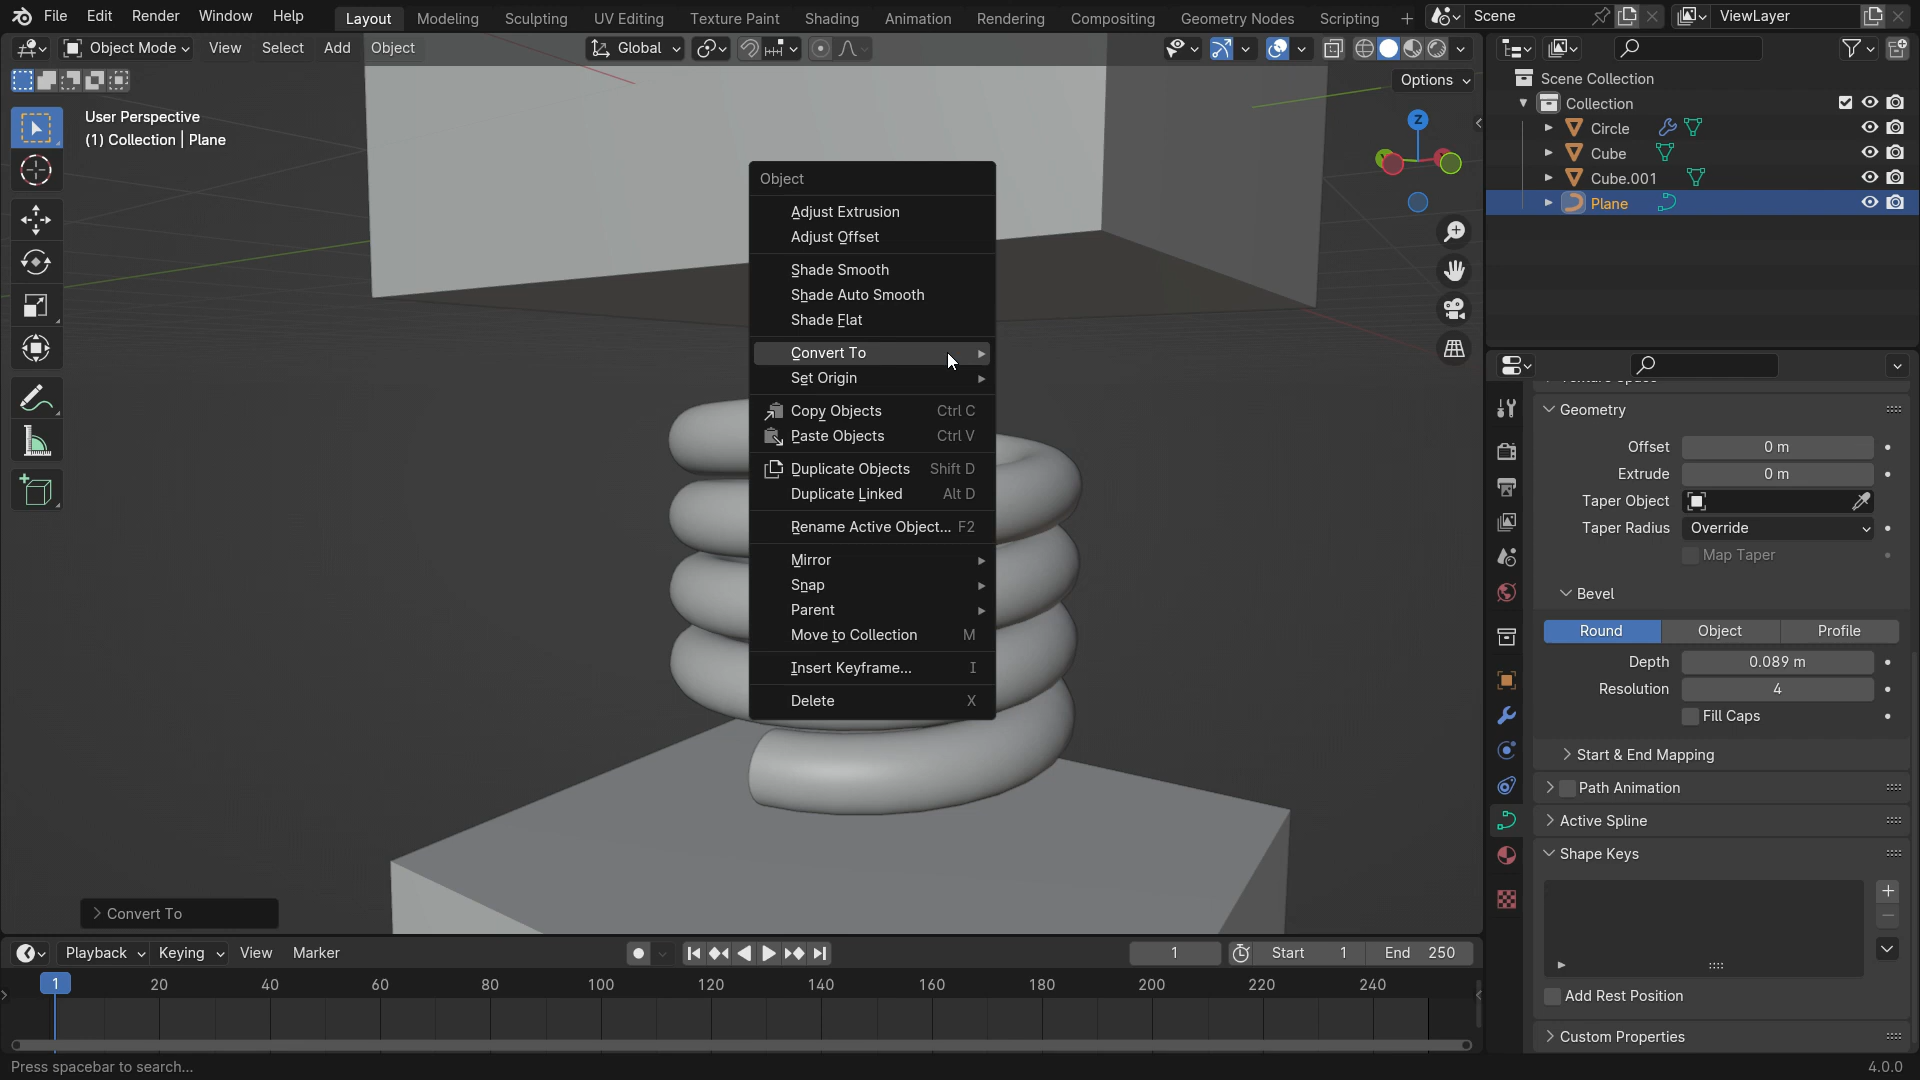 File Edit Render Window Help Layout Modeling Sculpting UV Editing Texture Paint Shading Animation Rendering Compositing Geometry Nodes Scripting Scene ViewLayer
Object Mode View Select Add Object Global
Options
User Perspective
(1) Collection | Plane
Z
Object
Adjust Extrusion
Adjust Offset
Shade Smooth
Shade Auto Smooth
Shade Flat
Convert To
Set Origin
Copy Objects Ctrl C
Paste Objects Ctrl V
Duplicate Objects Shift D
Duplicate Linked Alt D
Rename Active Object... F2
Mirror
Snap
Parent
Move to Collection M
Insert Keyframe... I
Delete X
Convert To
Scene Collection
Collection
Circle
Cube
Cube.001
Plane
Geometry
Offset 0 m
Extrude 0 m
Taper Object
Taper Radius Override
Map Taper
Bevel
Round Object Profile
Depth 0.089 m
Resolution 4
Fill Caps
Start & End Mapping
Path Animation
Active Spline
Shape Keys
Add Rest Position
Custom Properties
Playback Keying View Marker 1 Start 1 End 250
1 20 40 60 80 100 120 140 160 180 200 220 240
Press spacebar to search... 4.0.0